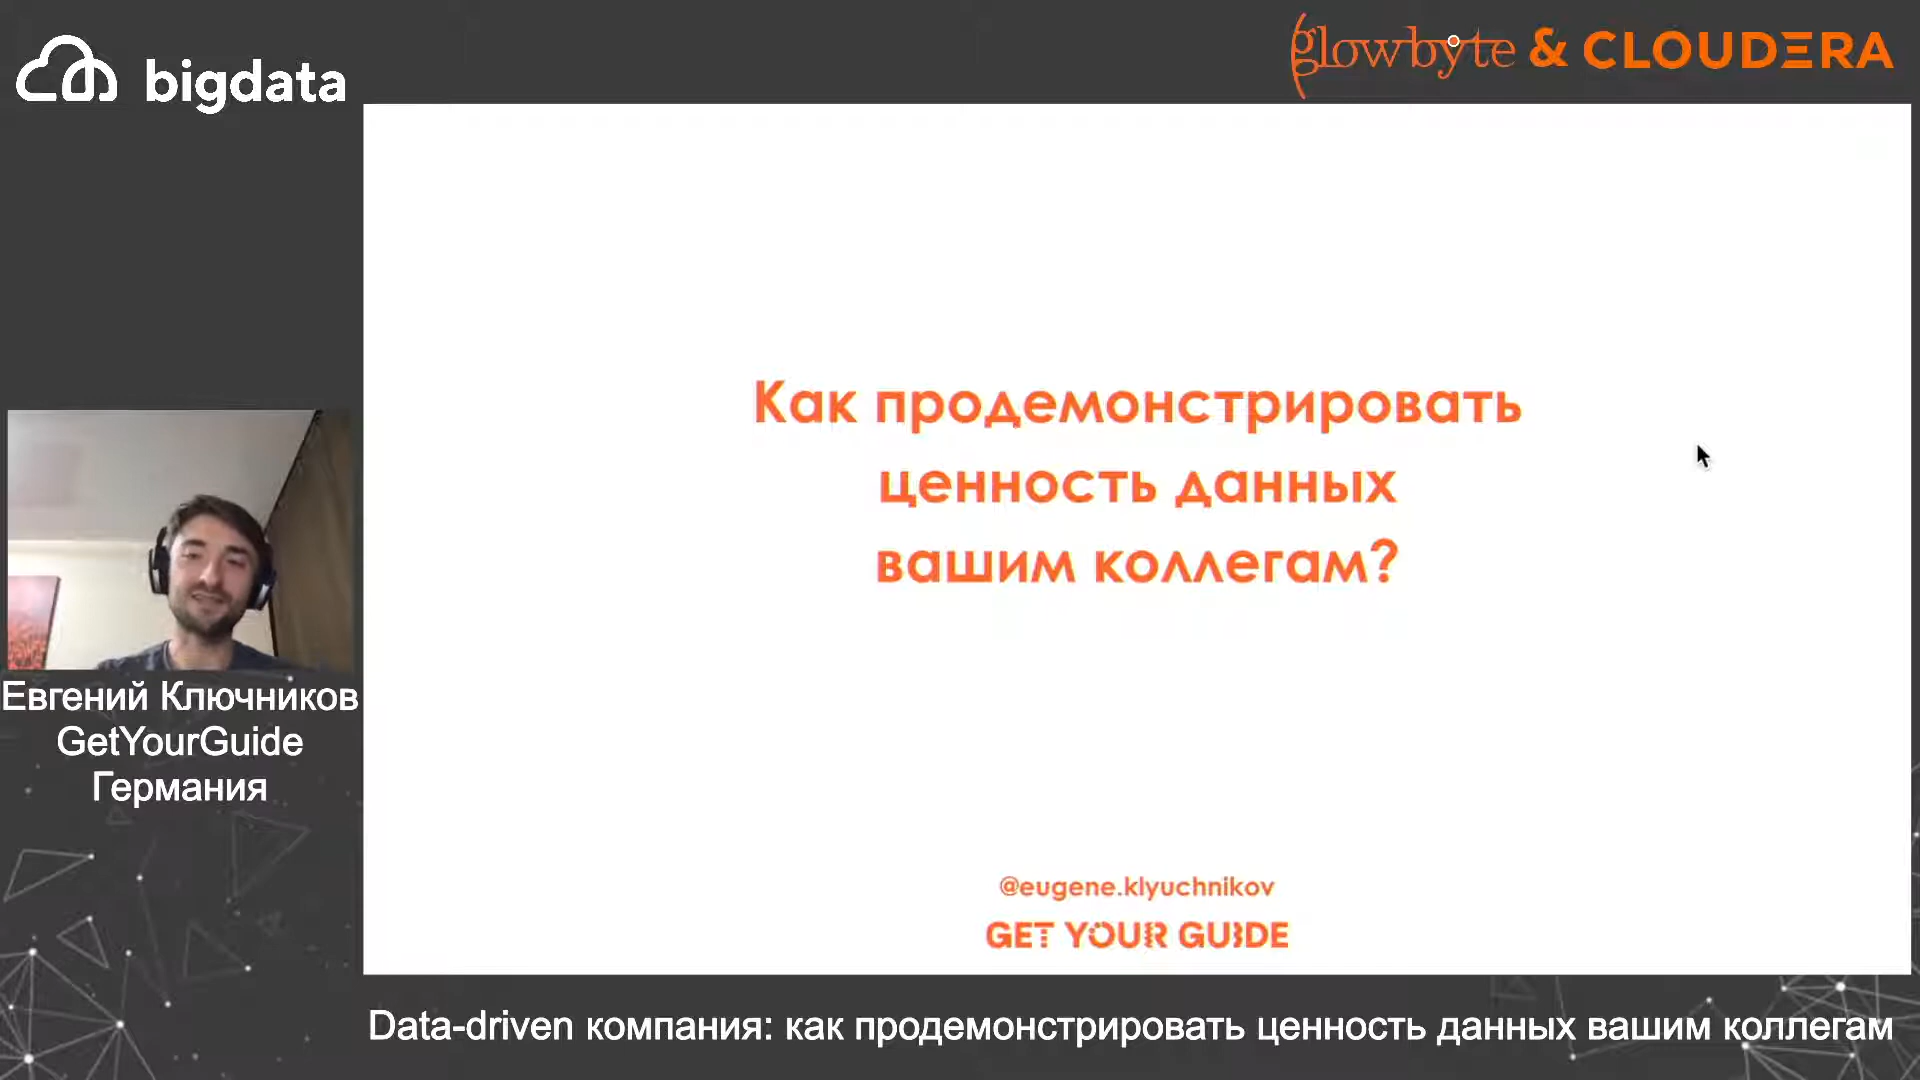 bigdata
glowbyte & CLOUDERA
Как продемонстрировать
ценность данных
вашим коллегам?
Евгений Ключников
GetYourGuide
Германия
@eugene.klyuchnikov
GET YOUR GUIDE
Data-driven компания: как продемонстрировать ценность данных вашим коллегам